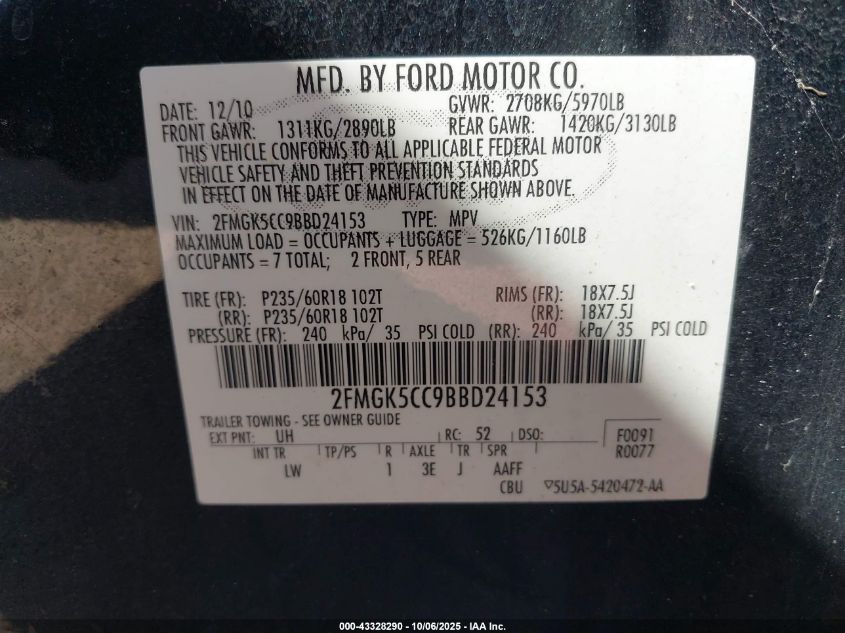 MFD. BY FORD MOTOR CO.
DATE: 12/10 GVWR: 2708KG/5970LB
FRONT GAWR: 1311KG/2890LB REAR GAWR: 1420KG/3130LB
THIS VEHICLE CONFORMS TO ALL APPLICABLE FEDERAL MOTOR
VEHICLE SAFETY AND THEFT PREVENTION STANDARDS
IN EFFECT ON THE DATE OF MANUFACTURE SHOWN ABOVE.
VIN: 2FMGK5CC9BBD24153 TYPE: MPV
MAXIMUM LOAD = OCCUPANTS + LUGGAGE = 526KG/1160LB
OCCUPANTS = 7 TOTAL; 2 FRONT, 5 REAR
TIRE (FR): P235/60R18 102T RIMS (FR): 18X7.5J
(RR): P235/60R18 102T (RR): 18X7.5J
PRESSURE (FR): 240 kPa/ 35 PSI COLD (RR): 240 kPa/ 35 PSI COLD
2FMGK5CC9BBD24153
TRAILER TOWING - SEE OWNER GUIDE
EXT PNT: UH RC: 52 DSO: F0091
INT TR TP/PS R AXLE TR SPR R0077
LW 1 3E J AAFF
CBU ▽5U5A-5420472-AA
000-43328290 - 10/06/2025 - IAA Inc.